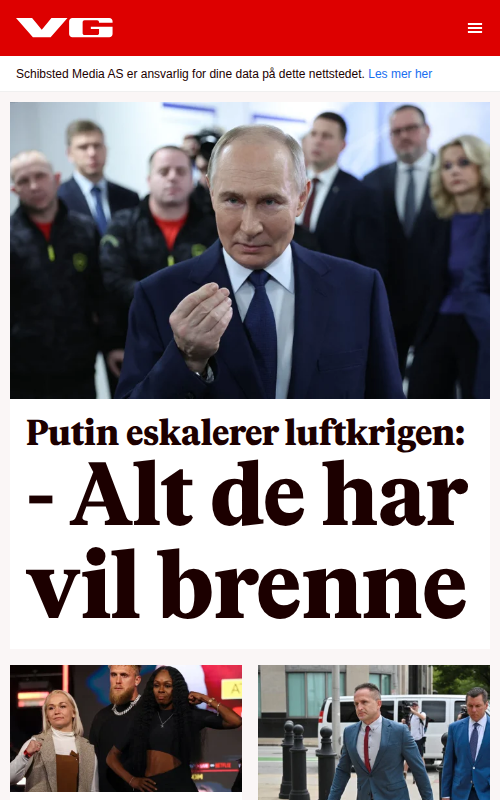 VG
Schibsted Media AS er ansvarlig for dine data på dette nettstedet. Les mer her
Putin eskalerer luftkrigen:
- Alt de har
vil brenne